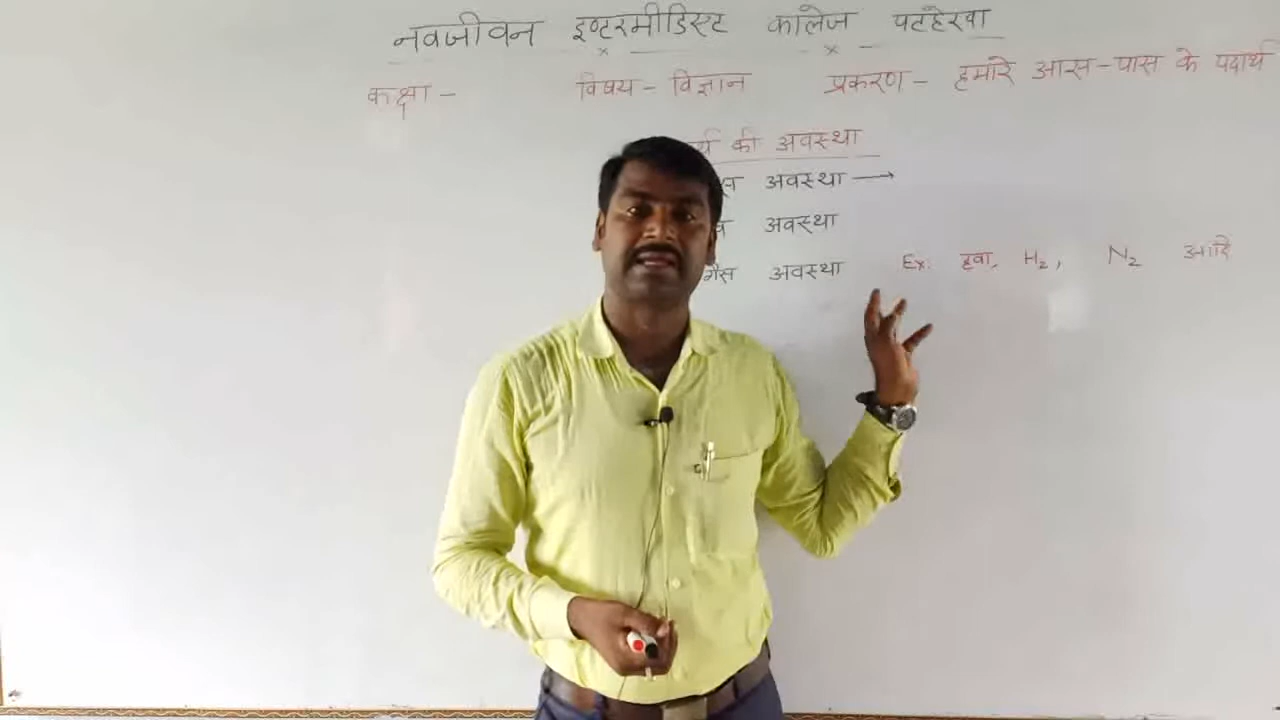 नवजीवन इण्टरमीडिस्ट कालेज पटहेरवा
कक्षा - विषय - विज्ञान प्रकरण - हमारे आस-पास के पदार्थ
की अवस्था
अवस्था →
अवस्था
गैस अवस्था Ex: हवा, H₂, N₂ आदि